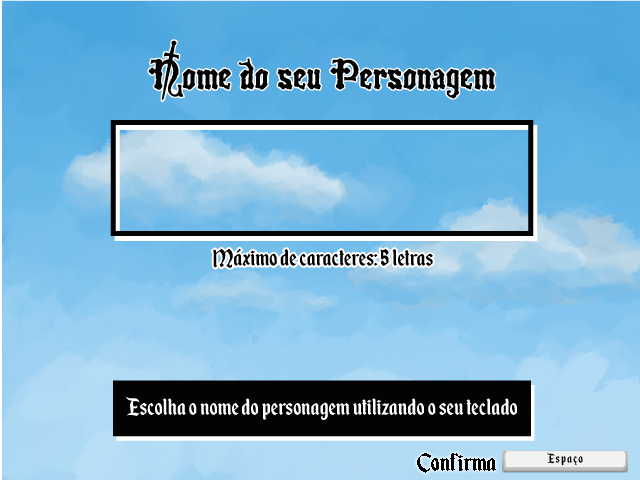 Nome do seu Personagem
Máximo de caracteres: 5 letras
Escolha o nome do personagem utilizando o seu teclado
Confirma Espaço